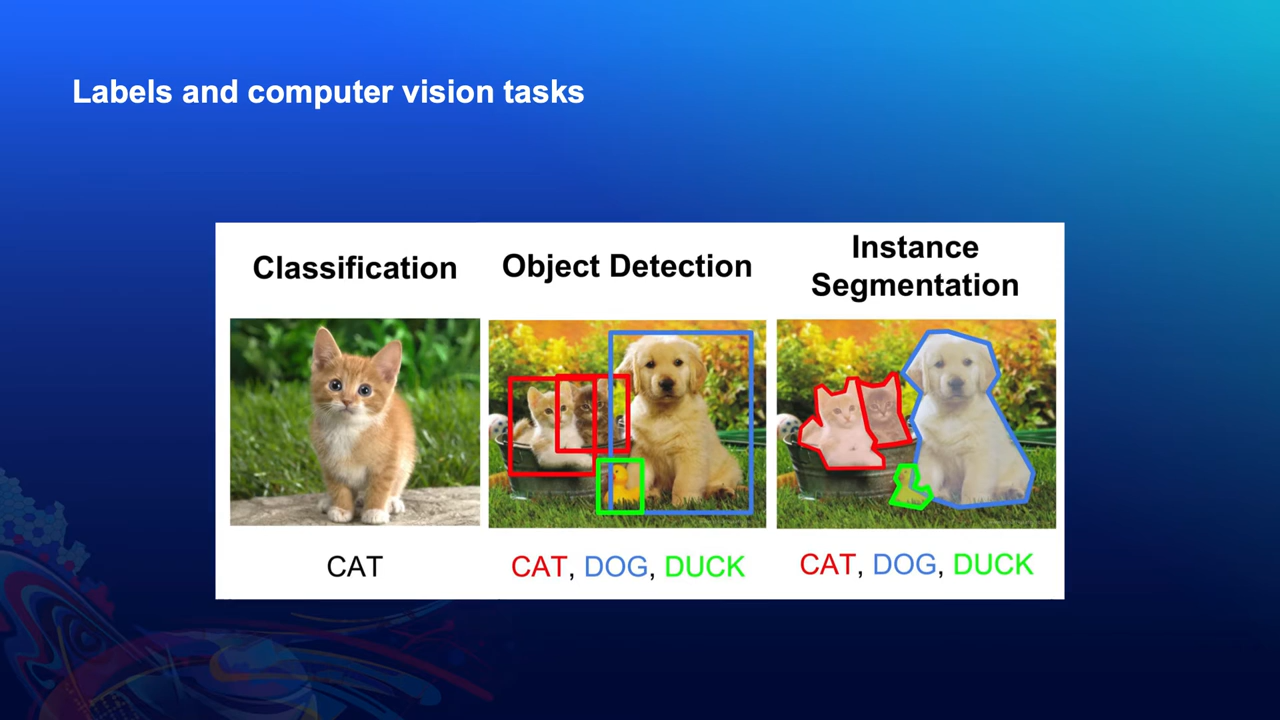 Labels and computer vision tasks
Classification
CAT
Object Detection
CAT, DOG, DUCK
Instance
Segmentation
CAT, DOG, DUCK